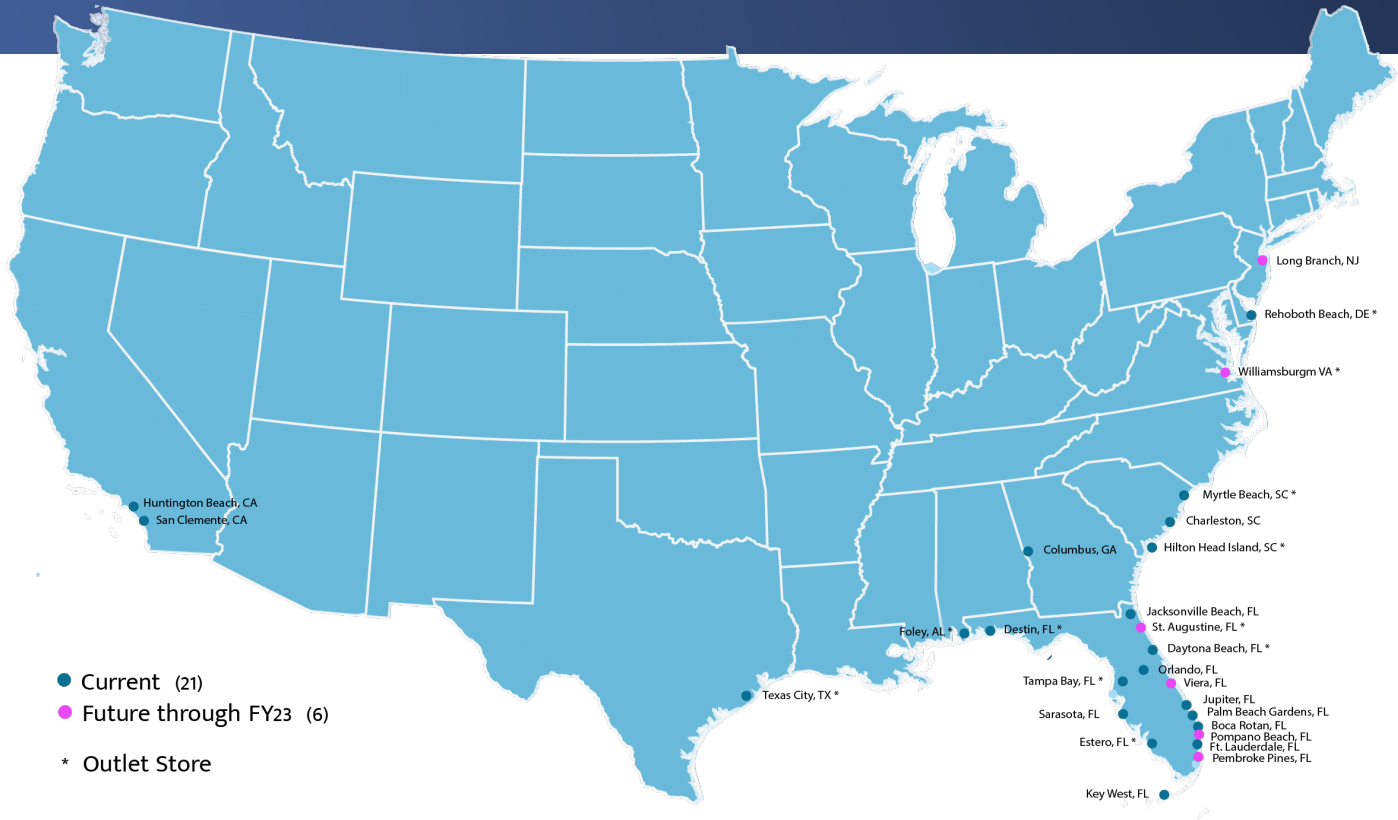 Long Branch, NJ
Rehoboth Beach, DE *
Williamsburgm VA *
Huntington Beach, CA
San Clemente, CA
Myrtle Beach, SC *
Charleston, SC
Hilton Head Island, SC *
Columbus, GA
Jacksonville Beach, FL
St. Augustine, FL *
Foley, AL *
Destin, FL *
Daytona Beach, FL *
Orlando, FL
Tampa Bay, FL *
Viera, FL
Texas City, TX *
Jupiter, FL
Palm Beach Gardens, FL
Sarasota, FL
Boca Rotan, FL
Pompano Beach, FL
Estero, FL *
Ft. Lauderdale, FL
Pembroke Pines, FL
Key West, FL
Current (21)
Future through FY23 (6)
* Outlet Store